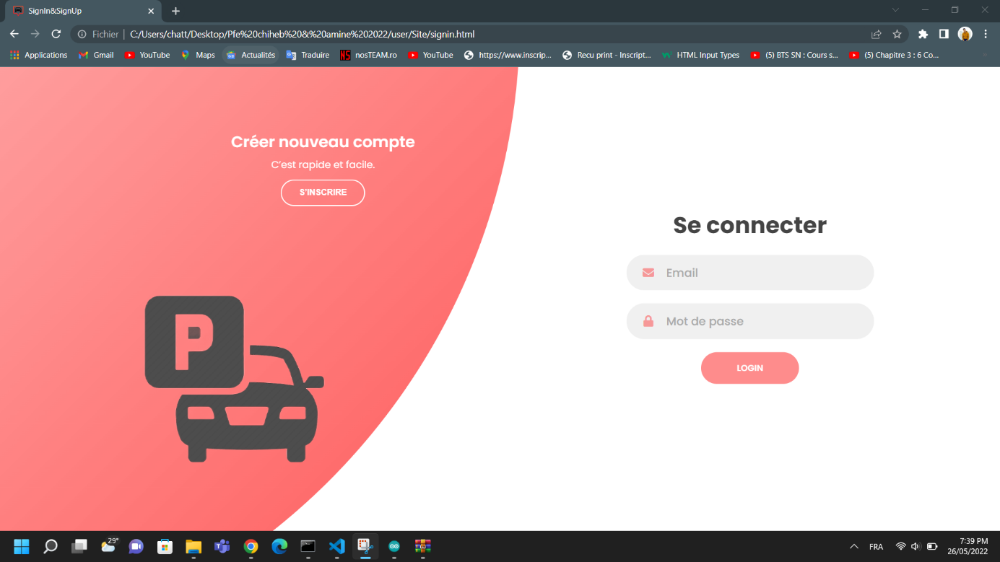 SignIn&SignUp
Fichier | C:/Users/chatt/Desktop/Pfe%20chiheb%20&%20amine%202022/user/Site/signin.html
Applications Gmail YouTube Maps Actualités Traduire nosTEAM.ro YouTube https://www.inscrip... Recu print - Inscript... HTML Input Types (5) BTS SN : Cours s... (5) Chapitre 3 : 6 Co...
Créer nouveau compte
C'est rapide et facile.
S'INSCRIRE
Se connecter
Email
Mot de passe
LOGIN
P
29°
FRA
7:39 PM
26/05/2022